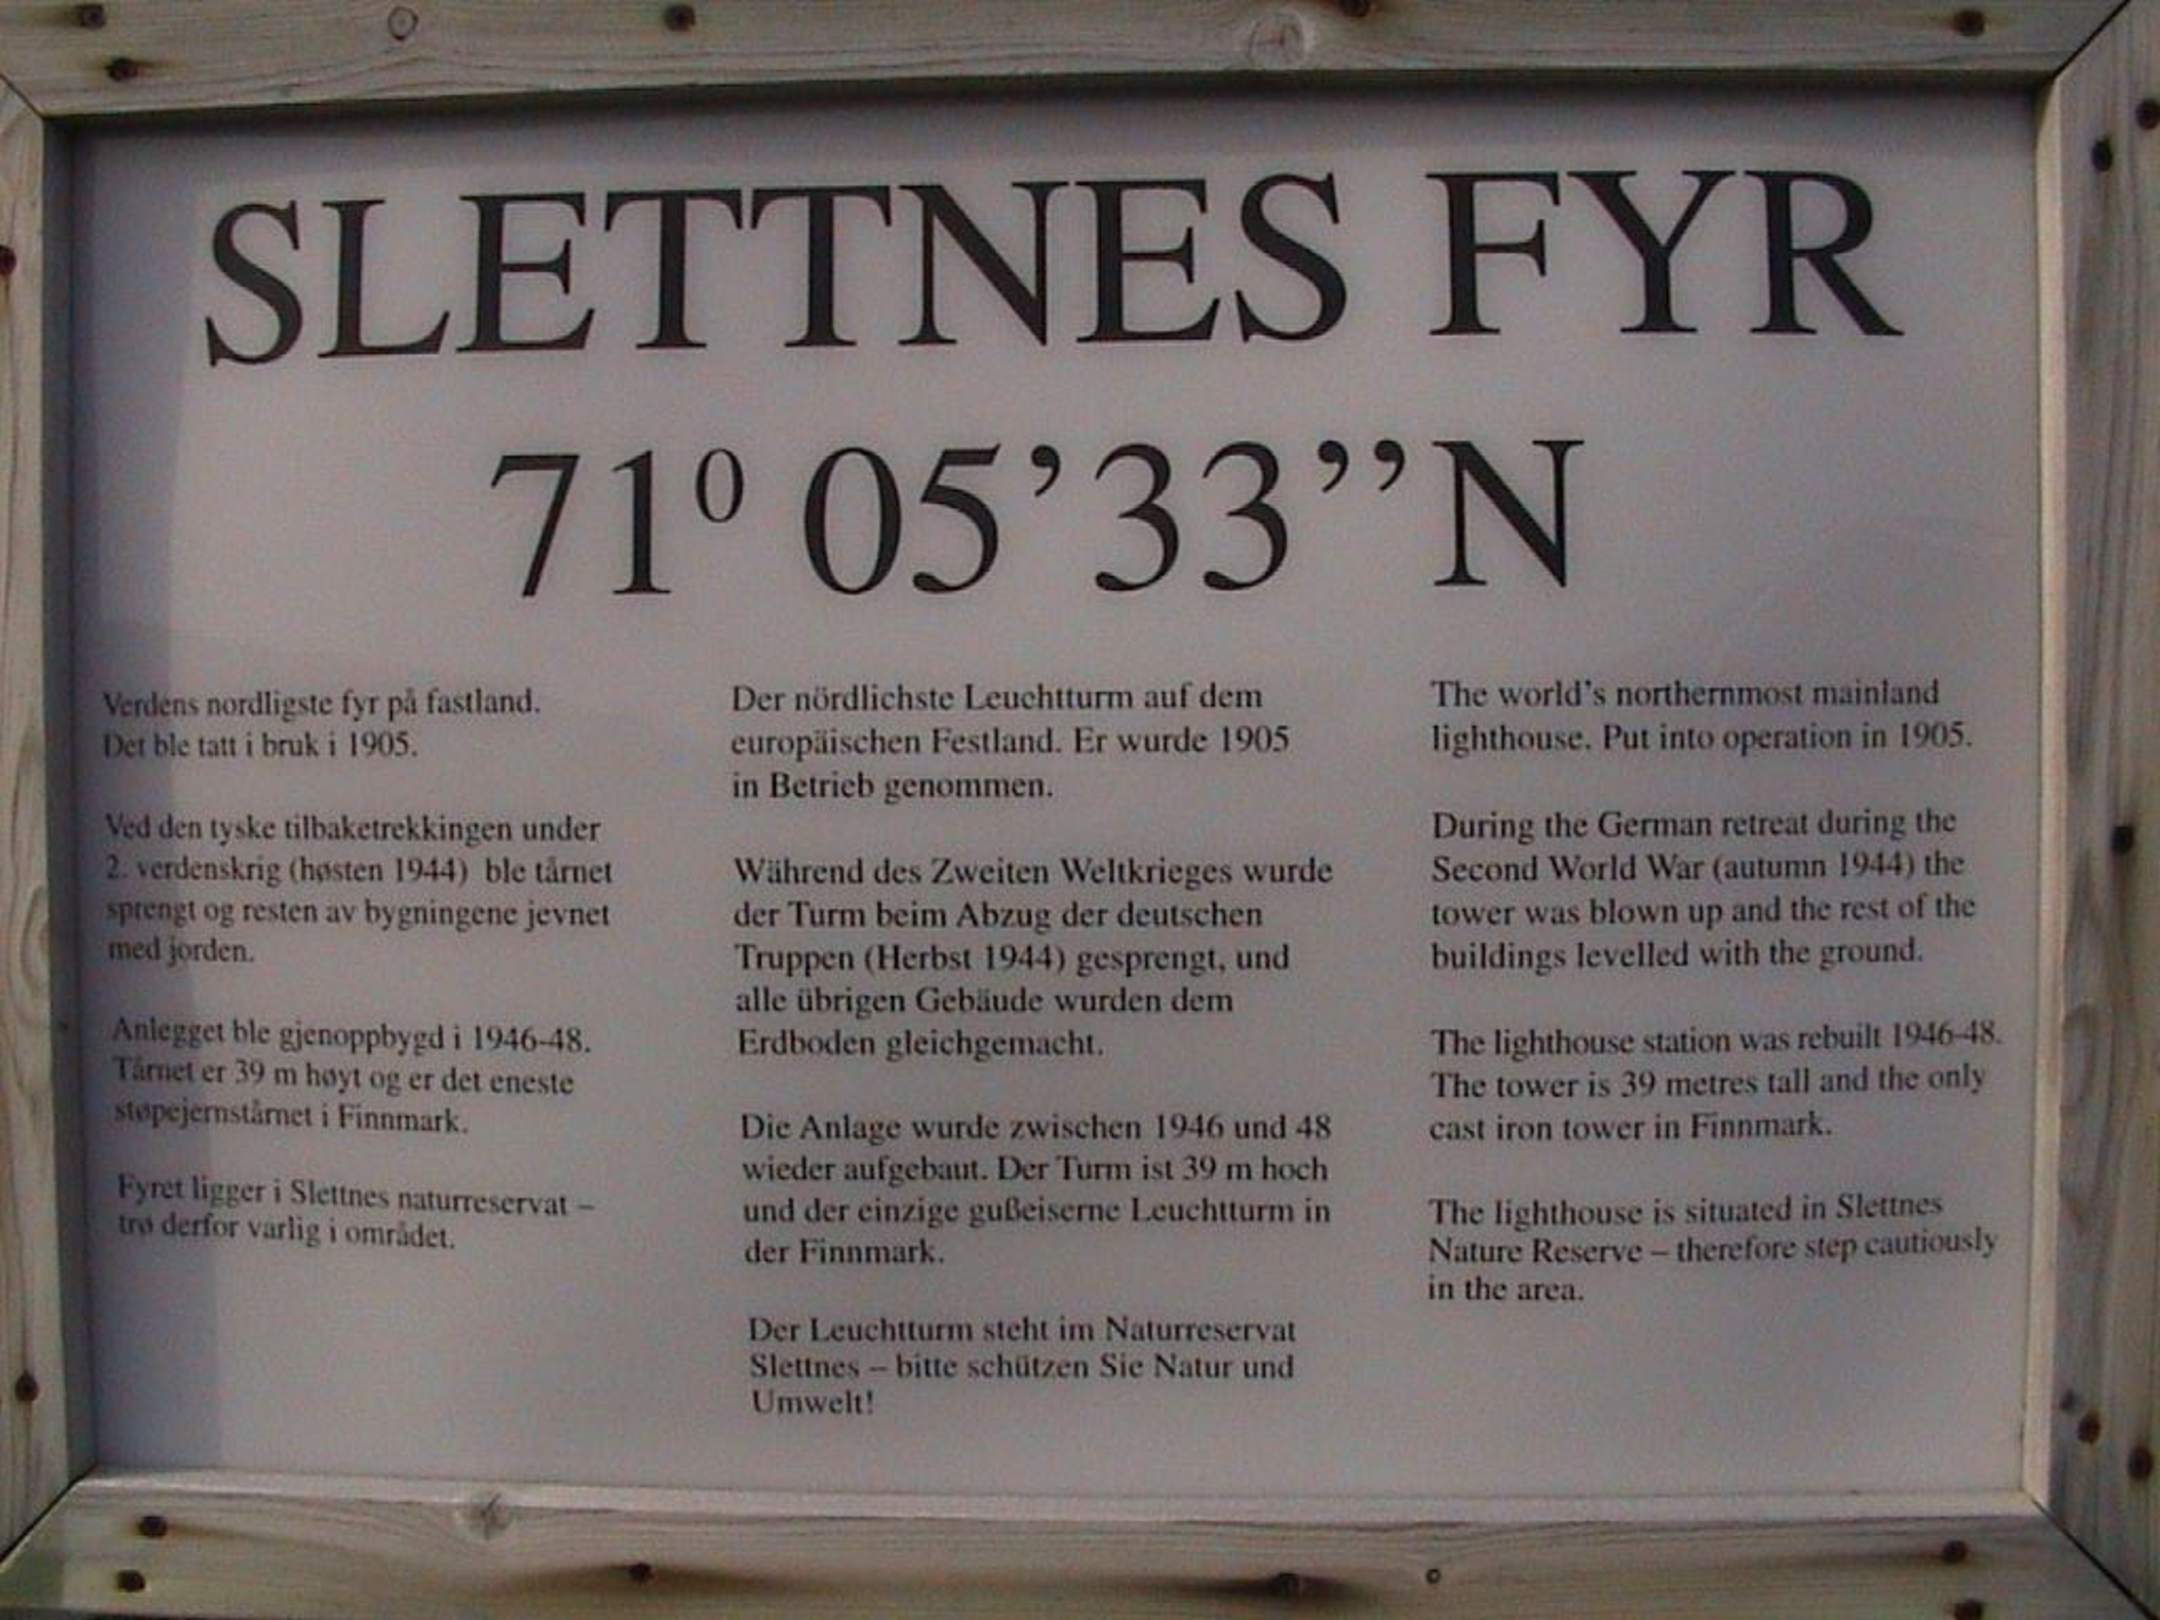 SLETTNES FYR
71⁰ 05’33”N
Verdens nordligste fyr på fastland.
Det ble tatt i bruk i 1905.
Ved den tyske tilbaketrekkingen under
2. verdenskrig (høsten 1944) ble tårnet
sprengt og resten av bygningene jevnet
med jorden.
Anlegget ble gjenoppbygd i 1946-48.
Tårnet er 39 m høyt og er det eneste
støpejernstårnet i Finnmark.
Fyret ligger i Slettnes naturreservat –
trø derfor varlig i området.
Der nördlichste Leuchtturm auf dem
europäischen Festland. Er wurde 1905
in Betrieb genommen.
Während des Zweiten Weltkrieges wurde
der Turm beim Abzug der deutschen
Truppen (Herbst 1944) gesprengt, und
alle übrigen Gebäude wurden dem
Erdboden gleichgemacht.
Die Anlage wurde zwischen 1946 und 48
wieder aufgebaut. Der Turm ist 39 m hoch
und der einzige gußeiserne Leuchtturm in
der Finnmark.
Der Leuchtturm steht im Naturreservat
Slettnes – bitte schützen Sie Natur und
Umwelt!
The world’s northernmost mainland
lighthouse. Put into operation in 1905.
During the German retreat during the
Second World War (autumn 1944) the
tower was blown up and the rest of the
buildings levelled with the ground.
The lighthouse station was rebuilt 1946-48.
The tower is 39 metres tall and the only
cast iron tower in Finnmark.
The lighthouse is situated in Slettnes
Nature Reserve – therefore step cautiously
in the area.